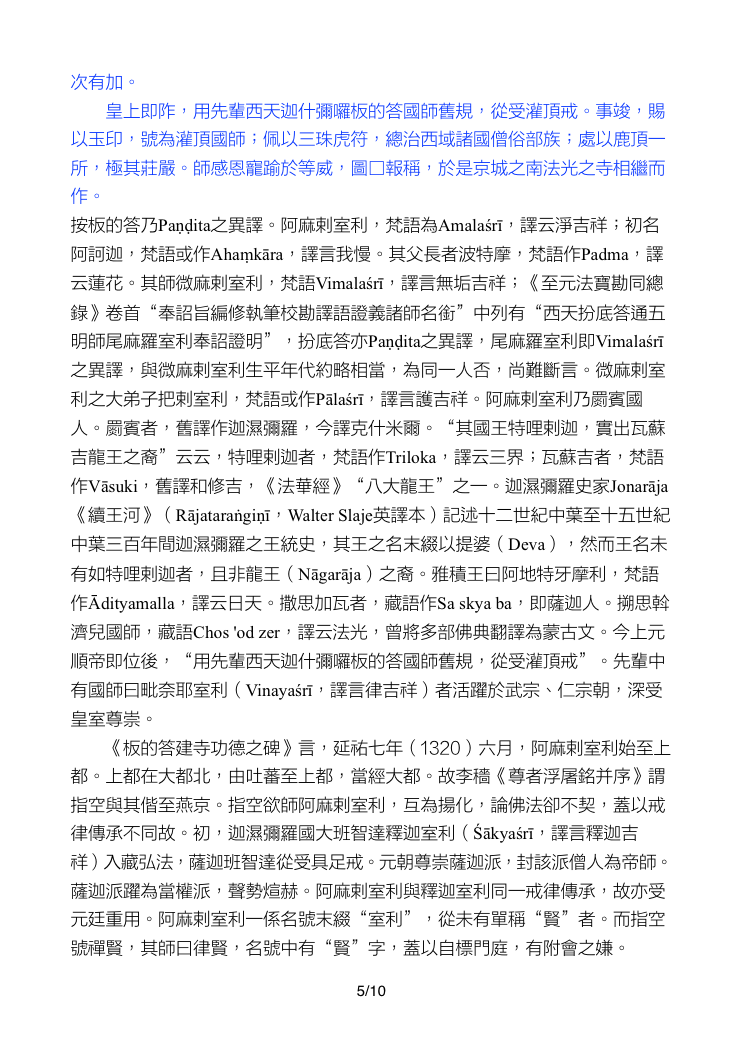 次有加。
皇上即阼，用先輩西天迦什彌囉板的答國師舊規，從受灌頂戒。事竣，賜
以玉印，號為灌頂國師；佩以三珠虎符，總治西域諸國僧俗部族；處以鹿頂一
所，極其莊嚴。師感恩寵踰於等威，圖□報稱，於是京城之南法光之寺相繼而
作。
按板的答乃Paṇḍita之異譯。阿麻剌室利，梵語為Amalaśrī，譯云淨吉祥；初名
阿訶迦，梵語或作Ahaṃkāra，譯言我慢。其父長者波特摩，梵語作Padma，譯
云蓮花。其師微麻剌室利，梵語Vimalaśrī，譯言無垢吉祥；《至元法寶勘同總
錄》卷首“奉詔旨編修執筆校勘譯語證義諸師名銜”中列有“西天扮底答通五
明師尾麻羅室利奉詔證明”，扮底答亦Paṇḍita之異譯，尾麻羅室利即Vimalaśrī
之異譯，與微麻剌室利生平年代約略相當，為同一人否，尚難斷言。微麻剌室
利之大弟子把剌室利，梵語或作Pālaśrī，譯言護吉祥。阿麻剌室利乃罽賓國
人。罽賓者，舊譯作迦濕彌羅，今譯克什米爾。“其國王特哩剌迦，實出瓦蘇
吉龍王之裔”云云，特哩剌迦者，梵語作Triloka，譯云三界；瓦蘇吉者，梵語
作Vāsuki，舊譯和修吉，《法華經》“八大龍王”之一。迦濕彌羅史家Jonarāja
《續王河》（Rājataraṅgiṇī，Walter Slaje英譯本）記述十二世紀中葉至十五世紀
中葉三百年間迦濕彌羅之王統史，其王之名末綴以提婆（Deva），然而王名未
有如特哩剌迦者，且非龍王（Nāgarāja）之裔。雅積王曰阿地特牙摩利，梵語
作Ādityamalla，譯云日天。撒思加瓦者，藏語作Sa skya ba，即薩迦人。搠思斡
濟兒國師，藏語Chos 'od zer，譯云法光，曾將多部佛典翻譯為蒙古文。今上元
順帝即位後，“用先輩西天迦什彌囉板的答國師舊規，從受灌頂戒”。先輩中
有國師曰毗奈耶室利（Vinayaśrī，譯言律吉祥）者活躍於武宗、仁宗朝，深受
皇室尊崇。
《板的答建寺功德之碑》言，延祐七年（1320）六月，阿麻剌室利始至上
都。上都在大都北，由吐蕃至上都，當經大都。故李穡《尊者浮屠銘并序》謂
指空與其偕至燕京。指空欲師阿麻剌室利，互為揚化，論佛法卻不契，蓋以戒
律傳承不同故。初，迦濕彌羅國大班智達釋迦室利（Śākyaśrī，譯言釋迦吉
祥）入藏弘法，薩迦班智達從受具足戒。元朝尊崇薩迦派，封該派僧人為帝師。
薩迦派躍為當權派，聲勢煊赫。阿麻剌室利與釋迦室利同一戒律傳承，故亦受
元廷重用。阿麻剌室利一係名號末綴“室利”，從未有單稱“賢”者。而指空
號禪賢，其師曰律賢，名號中有“賢”字，蓋以自標門庭，有附會之嫌。
5/10